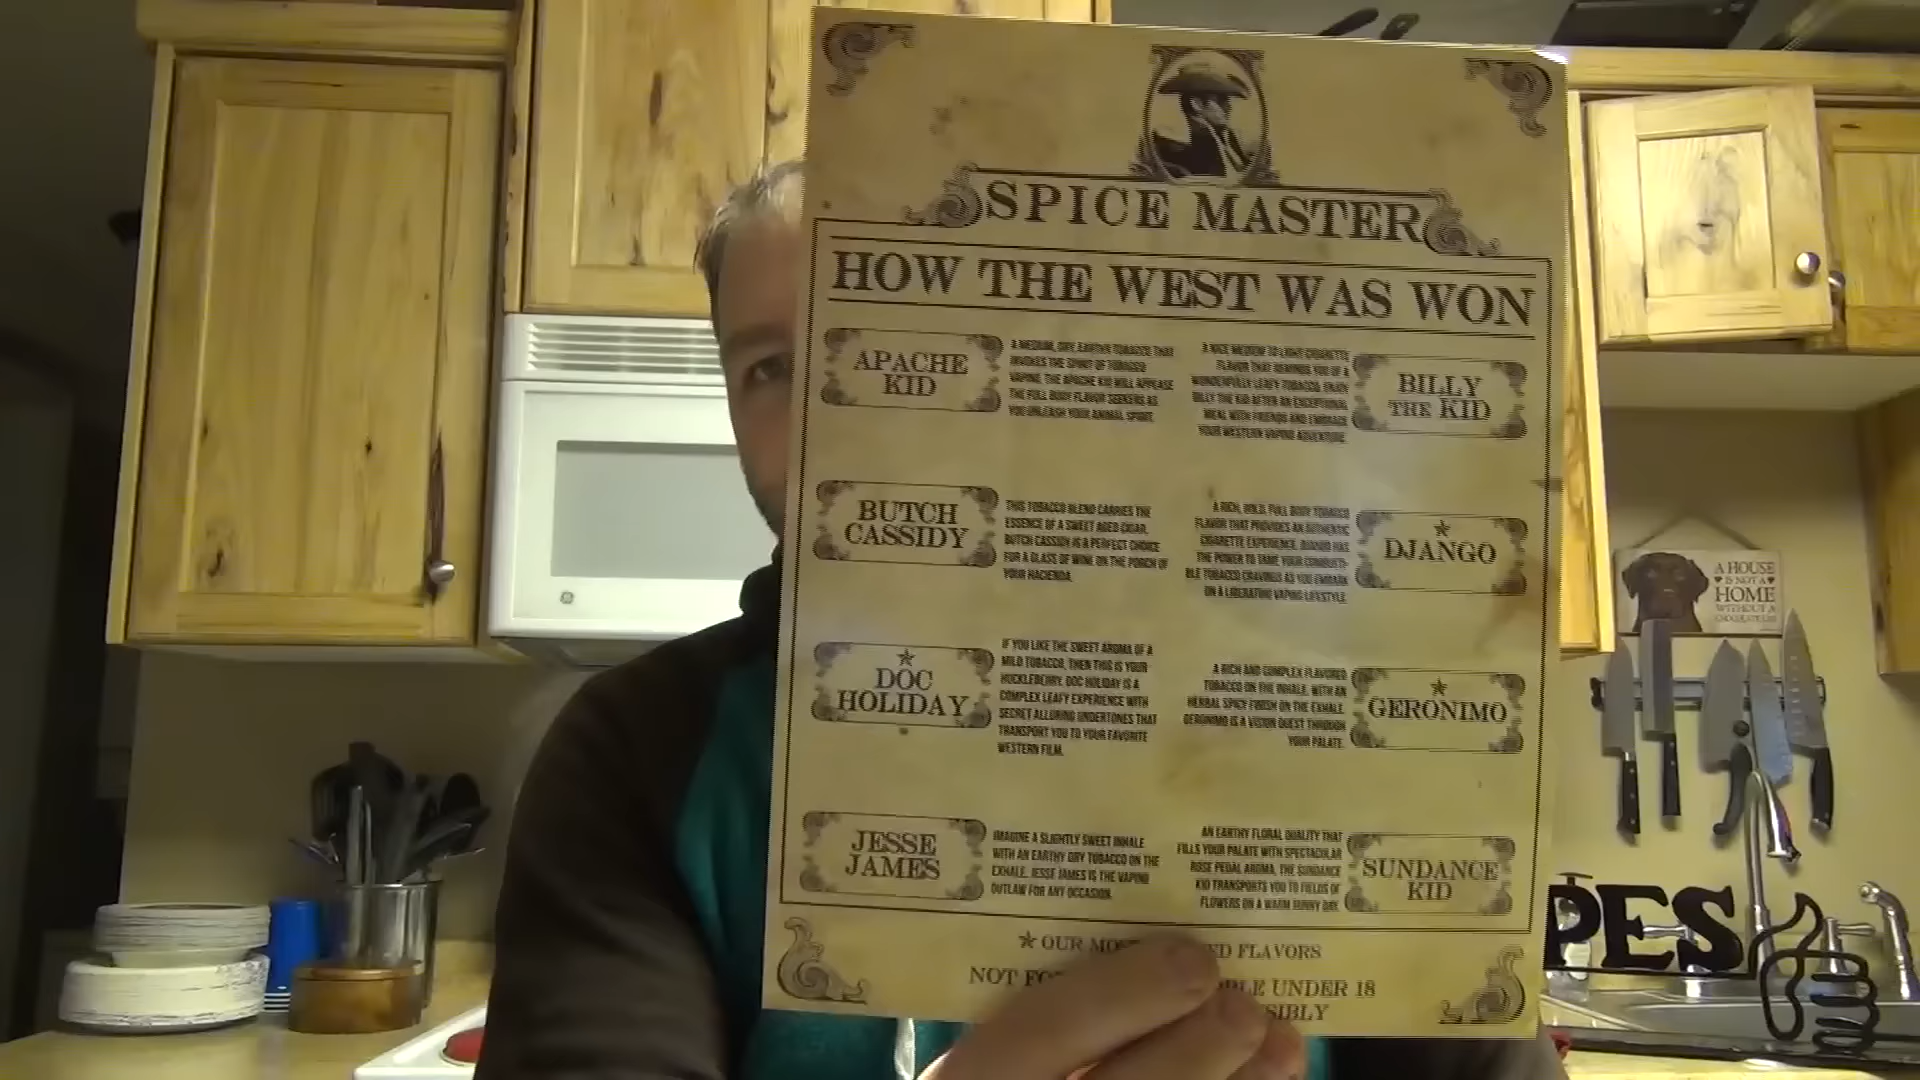 SPICE MASTER
HOW THE WEST WAS WON
APACHE
KID
A MEDIUM, DRY, EARTHY TOBACCO THAT
INVOKES THE SPIRIT OF TOBACCO
VAPING. THE APACHE KID WILL APPEASE
THE FULL BODY FLAVOR SEEKERS AS
YOU UNLEASH YOUR ANIMAL SPIRIT.
A NICE MEDIUM TO LIGHT CIGARETTE
FLAVOR THAT REMINDS YOU OF A
WONDERFULLY LEAFY TOBACCO. ENJOY
BILLY THE KID AFTER AN EXCEPTIONAL
MEAL WITH FRIENDS AND EMBRACE
YOUR WESTERN VAPING ADVENTURE.
BILLY
THE KID
BUTCH
CASSIDY
THIS TOBACCO BLEND CARRIES THE
ESSENCE OF A SWEET AGED CIGAR.
BUTCH CASSIDY IS A PERFECT CHOICE
FOR A GLASS OF WINE ON THE PORCH OF
YOUR HACIENDA.
A RICH, BOLD, FULL BODY TOBACCO
FLAVOR THAT PROVIDES AN AUTHENTIC
CIGARETTE EXPERIENCE. DJANGO HAS
THE POWER TO TAME YOUR COMBUSTI-
BLE TOBACCO CRAVINGS AS YOU EMBARK
ON A LIBERATING VAPING LIFESTYLE.
DJANGO
DOC
HOLIDAY
IF YOU LIKE THE SWEET AROMA OF A
MILD TOBACCO, THEN THIS IS YOUR
HUCKLEBERRY. DOC HOLIDAY IS A
COMPLEX LEAFY EXPERIENCE WITH
SECRET ALLURING UNDERTONES THAT
TRANSPORT YOU TO YOUR FAVORITE
WESTERN FILM.
A RICH AND COMPLEX FLAVORED
TOBACCO ON THE INHALE, WITH AN
HERBAL SPICY FINISH ON THE EXHALE.
GERONIMO IS A VISION QUEST THROUGH
YOUR PALATE.
GERONIMO
JESSE
JAMES
IMAGINE A SLIGHTLY SWEET INHALE
WITH AN EARTHY DRY TOBACCO ON THE
EXHALE. JESSE JAMES IS THE VAPING
OUTLAW FOR ANY OCCASION.
AN EARTHY FLORAL QUALITY THAT
FILLS YOUR PALATE WITH SPECTACULAR
ROSE PEDAL AROMA, THE SUNDANCE
KID TRANSPORTS YOU TO FIELDS OF
FLOWERS ON A WARM SUNNY DAY.
SUNDANCE
KID
OUR MOS ED FLAVORS
NOT FO PLE UNDER 18
SIBLY
A HOUSE
IS NOT A
HOME
WITHOUT A
PES